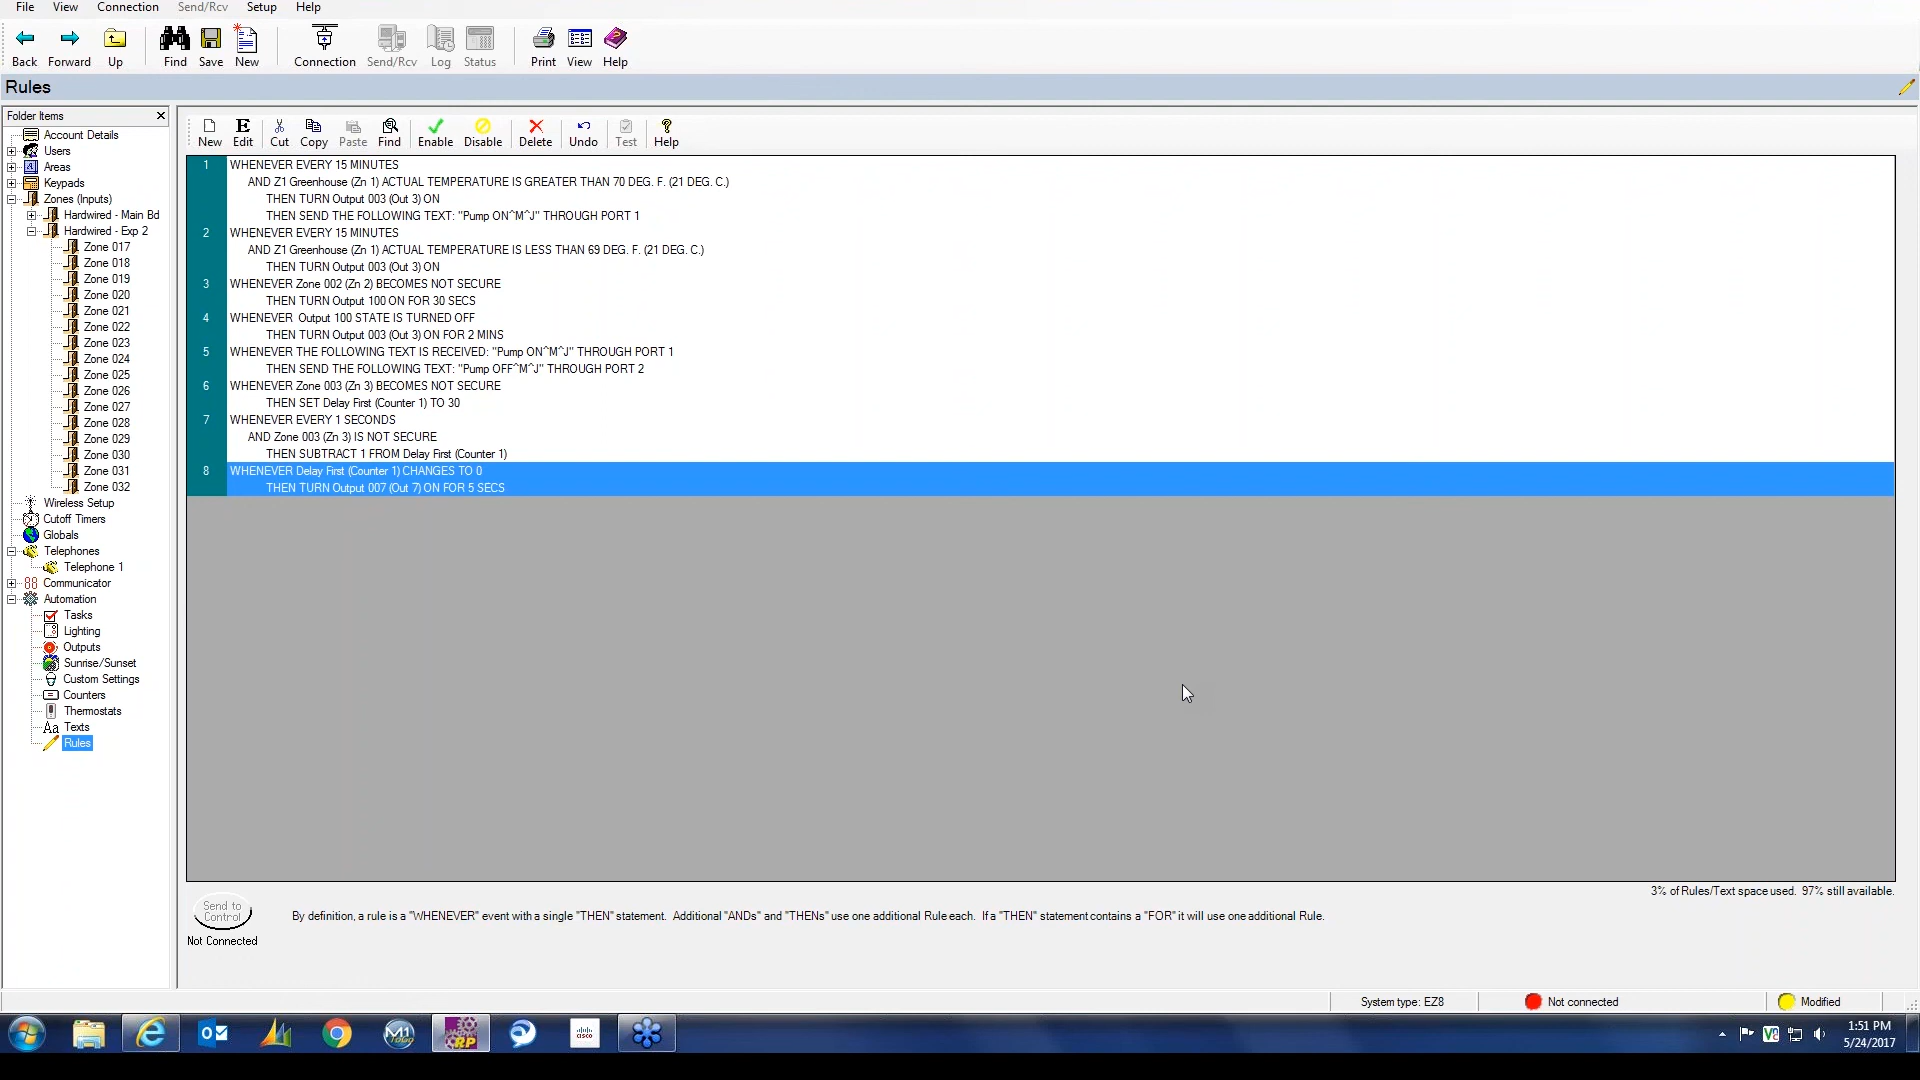 File View Connection Send/Rcv Setup Help
Back Forward Up Find Save New Connection Send/Rcv Log Status Print View Help
Rules
Folder Items
Account Details
Users
Areas
Keypads
Zones (Inputs)
Hardwired - Main Bd
Hardwired - Exp 2
Zone 017
Zone 018
Zone 019
Zone 020
Zone 021
Zone 022
Zone 023
Zone 024
Zone 025
Zone 026
Zone 027
Zone 028
Zone 029
Zone 030
Zone 031
Zone 032
Wireless Setup
Cutoff Timers
Globals
Telephones
Telephone 1
88 Communicator
Automation
Tasks
Lighting
Outputs
Sunrise/Sunset
Custom Settings
Counters
Thermostats
Aa Texts
Rules
New Edit Cut Copy Paste Find Enable Disable Delete Undo Test Help
1 WHENEVER EVERY 15 MINUTES
AND Z1 Greenhouse (Zn 1) ACTUAL TEMPERATURE IS GREATER THAN 70 DEG. F. (21 DEG. C.)
THEN TURN Output 003 (Out 3) ON
THEN SEND THE FOLLOWING TEXT: "Pump ON^M^J" THROUGH PORT 1
2 WHENEVER EVERY 15 MINUTES
AND Z1 Greenhouse (Zn 1) ACTUAL TEMPERATURE IS LESS THAN 69 DEG. F. (21 DEG. C.)
THEN TURN Output 003 (Out 3) ON
3 WHENEVER Zone 002 (Zn 2) BECOMES NOT SECURE
THEN TURN Output 100 ON FOR 30 SECS
4 WHENEVER Output 100 STATE IS TURNED OFF
THEN TURN Output 003 (Out 3) ON FOR 2 MINS
5 WHENEVER THE FOLLOWING TEXT IS RECEIVED: "Pump ON^M^J" THROUGH PORT 1
THEN SEND THE FOLLOWING TEXT: "Pump OFF^M^J" THROUGH PORT 2
6 WHENEVER Zone 003 (Zn 3) BECOMES NOT SECURE
THEN SET Delay First (Counter 1) TO 30
7 WHENEVER EVERY 1 SECONDS
AND Zone 003 (Zn 3) IS NOT SECURE
THEN SUBTRACT 1 FROM Delay First (Counter 1)
8 WHENEVER Delay First (Counter 1) CHANGES TO 0
THEN TURN Output 007 (Out 7) ON FOR 5 SECS
3% of Rules/Text space used. 97% still available.
Send to
Control
Not Connected
By definition, a rule is a "WHENEVER" event with a single "THEN" statement. Additional "ANDs" and "THENs" use one additional Rule each. If a "THEN" statement contains a "FOR" it will use one additional Rule.
System type: EZ8 Not connected Modified
M1
TOGO
RP
cisco
1:51 PM
5/24/2017